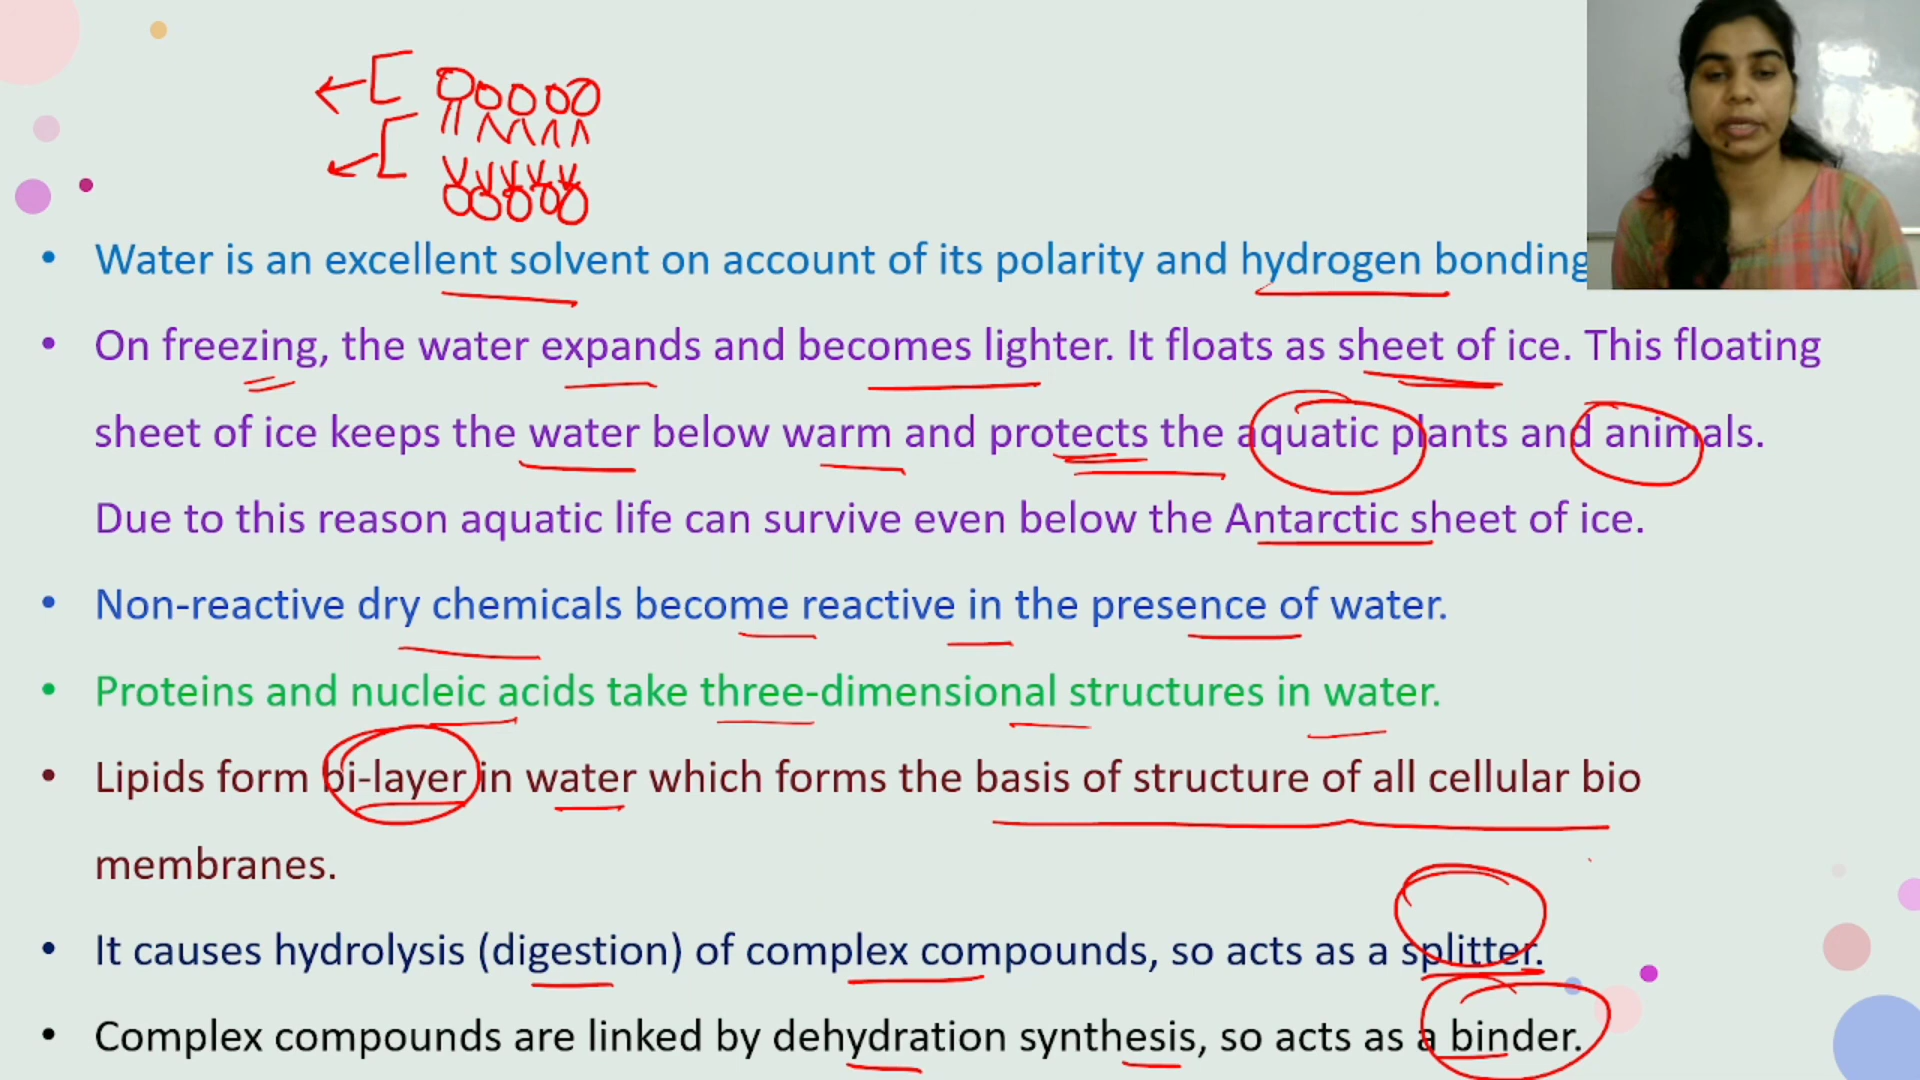 • Water is an excellent solvent on account of its polarity and hydrogen bonding
• On freezing, the water expands and becomes lighter. It floats as sheet of ice. This floating
sheet of ice keeps the water below warm and protects the aquatic plants and animals.
Due to this reason aquatic life can survive even below the Antarctic sheet of ice.
• Non-reactive dry chemicals become reactive in the presence of water.
• Proteins and nucleic acids take three-dimensional structures in water.
• Lipids form bi-layer in water which forms the basis of structure of all cellular bio
membranes.
• It causes hydrolysis (digestion) of complex compounds, so acts as a splitter.
• Complex compounds are linked by dehydration synthesis, so acts as a binder.